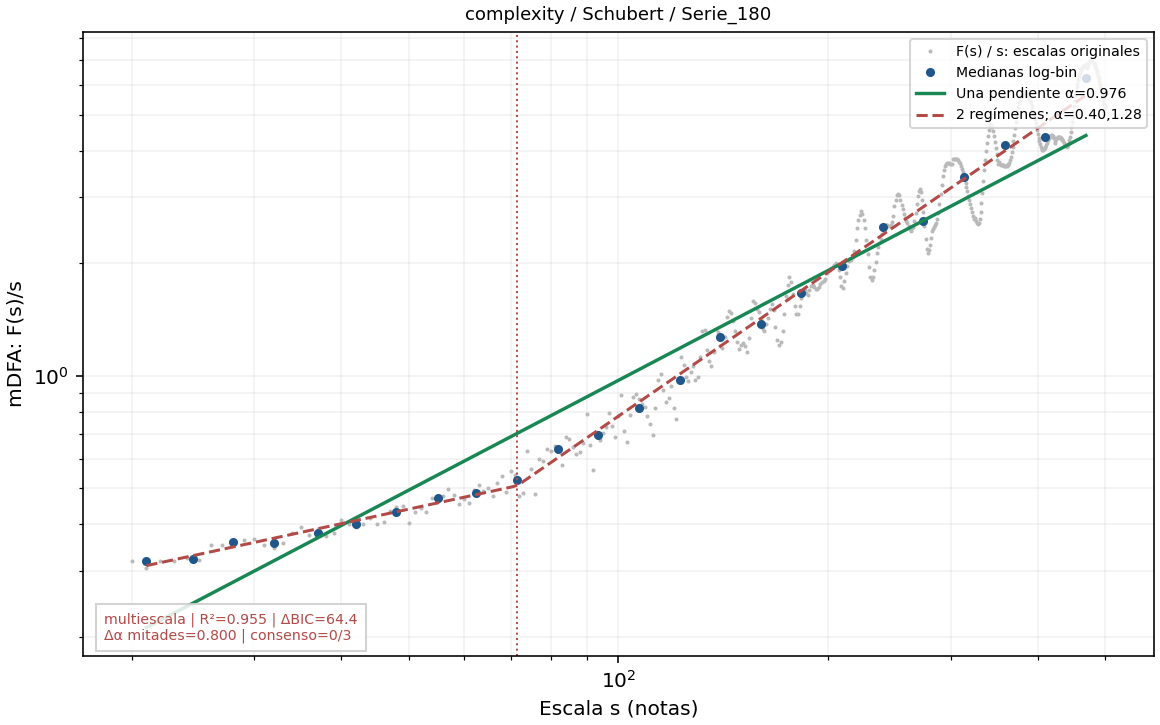 complexity / Schubert / Serie_180
F(s) / s: escalas originales
Medianas log-bin
Una pendiente α=0.976
2 regímenes; α=0.40,1.28
mDFA: F(s)/s
10⁰
multiescala | R²=0.955 | ΔBIC=64.4
Δα mitades=0.800 | consenso=0/3
10²
Escala s (notas)